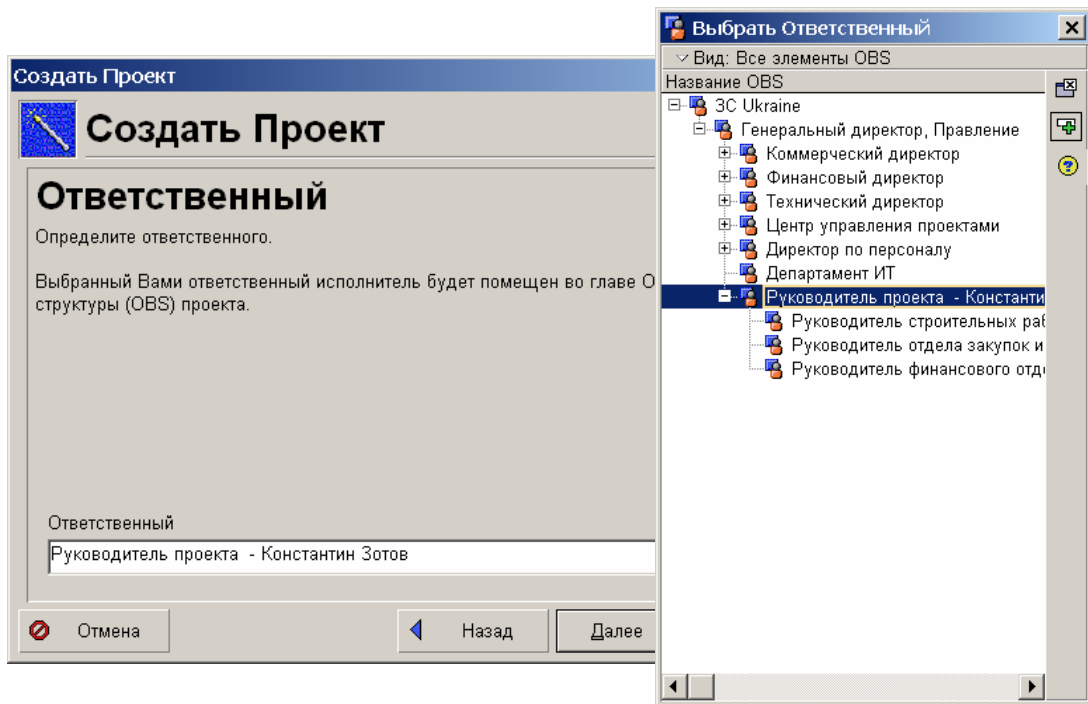 Создать Проект
Создать Проект
Ответственный
Определите ответственного.
Выбранный Вами ответственный исполнитель будет помещен во главе О
структуры (OBS) проекта.
Ответственный
Руководитель проекта - Константин Зотов
Отмена
Назад
Далее
Выбрать Ответственный
Вид: Все элементы OBS
Название OBS
3C Ukraine
Генеральный директор, Правление
Коммерческий директор
Финансовый директор
Технический директор
Центр управления проектами
Директор по персоналу
Департамент ИТ
Руководитель проекта - Константи
Руководитель строительных раб
Руководитель отдела закупок и
Руководитель финансового отд